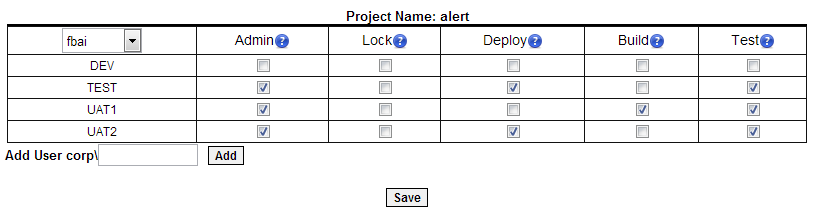 Project Name: alert
fbai Admin? Lock? Deploy? Build? Test?
DEV
TEST
UAT1
UAT2
Add User corp\ Add
Save